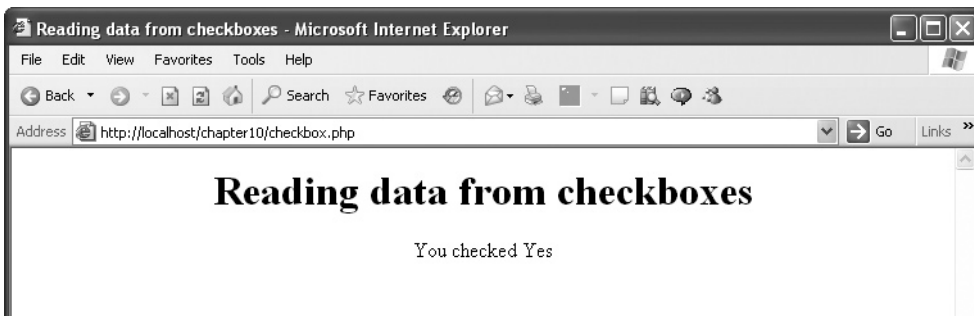 Reading data from checkboxes - Microsoft Internet Explorer
File Edit View Favorites Tools Help
Back Search Favorites
Address http://localhost/chapter10/checkbox.php Go Links »
Reading data from checkboxes
You checked Yes